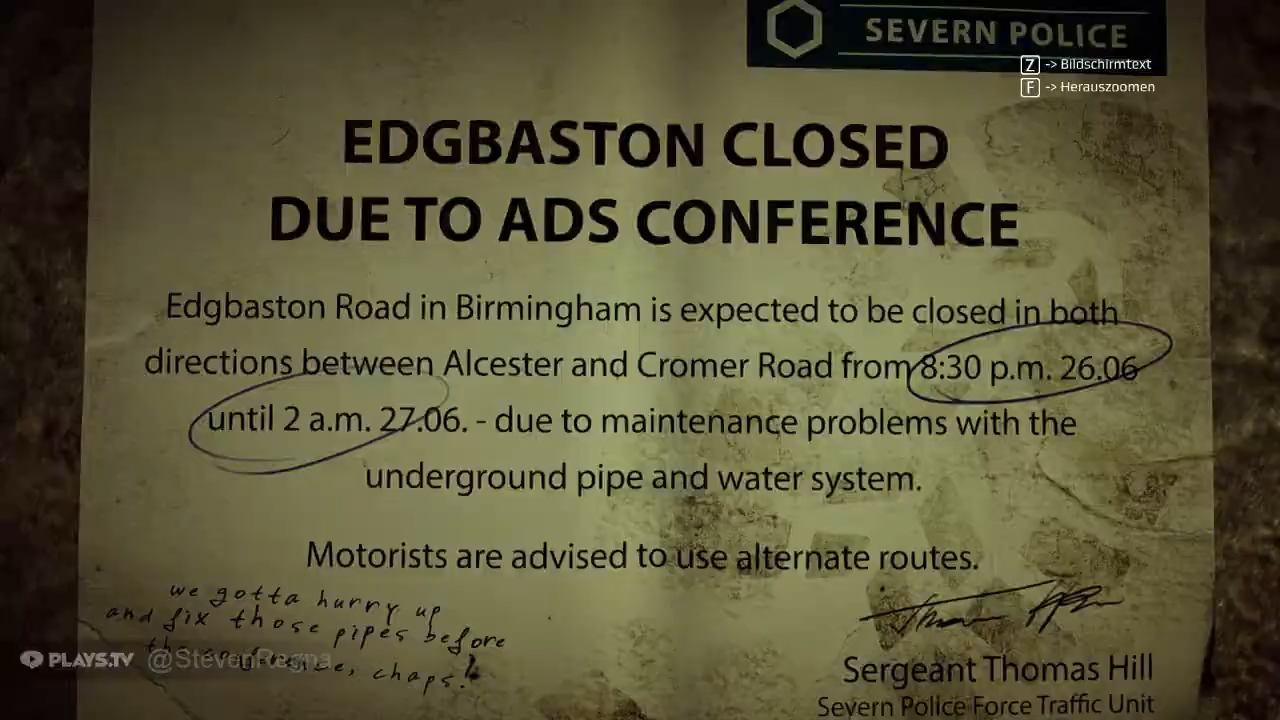 SEVERN POLICE
Z -> Bildschirmtext
F -> Herauszoomen
EDGBASTON CLOSED
DUE TO ADS CONFERENCE
Edgbaston Road in Birmingham is expected to be closed in both
directions between Alcester and Cromer Road from 8:30 p.m. 26.06
until 2 a.m. 27.06. - due to maintenance problems with the
underground pipe and water system.
Motorists are advised to use alternate routes.
we gotta hurry up
and fix those pipes before
the conference, chaps!
PLAYS.TV @StevenRegna
Sergeant Thomas Hill
Severn Police Force Traffic Unit